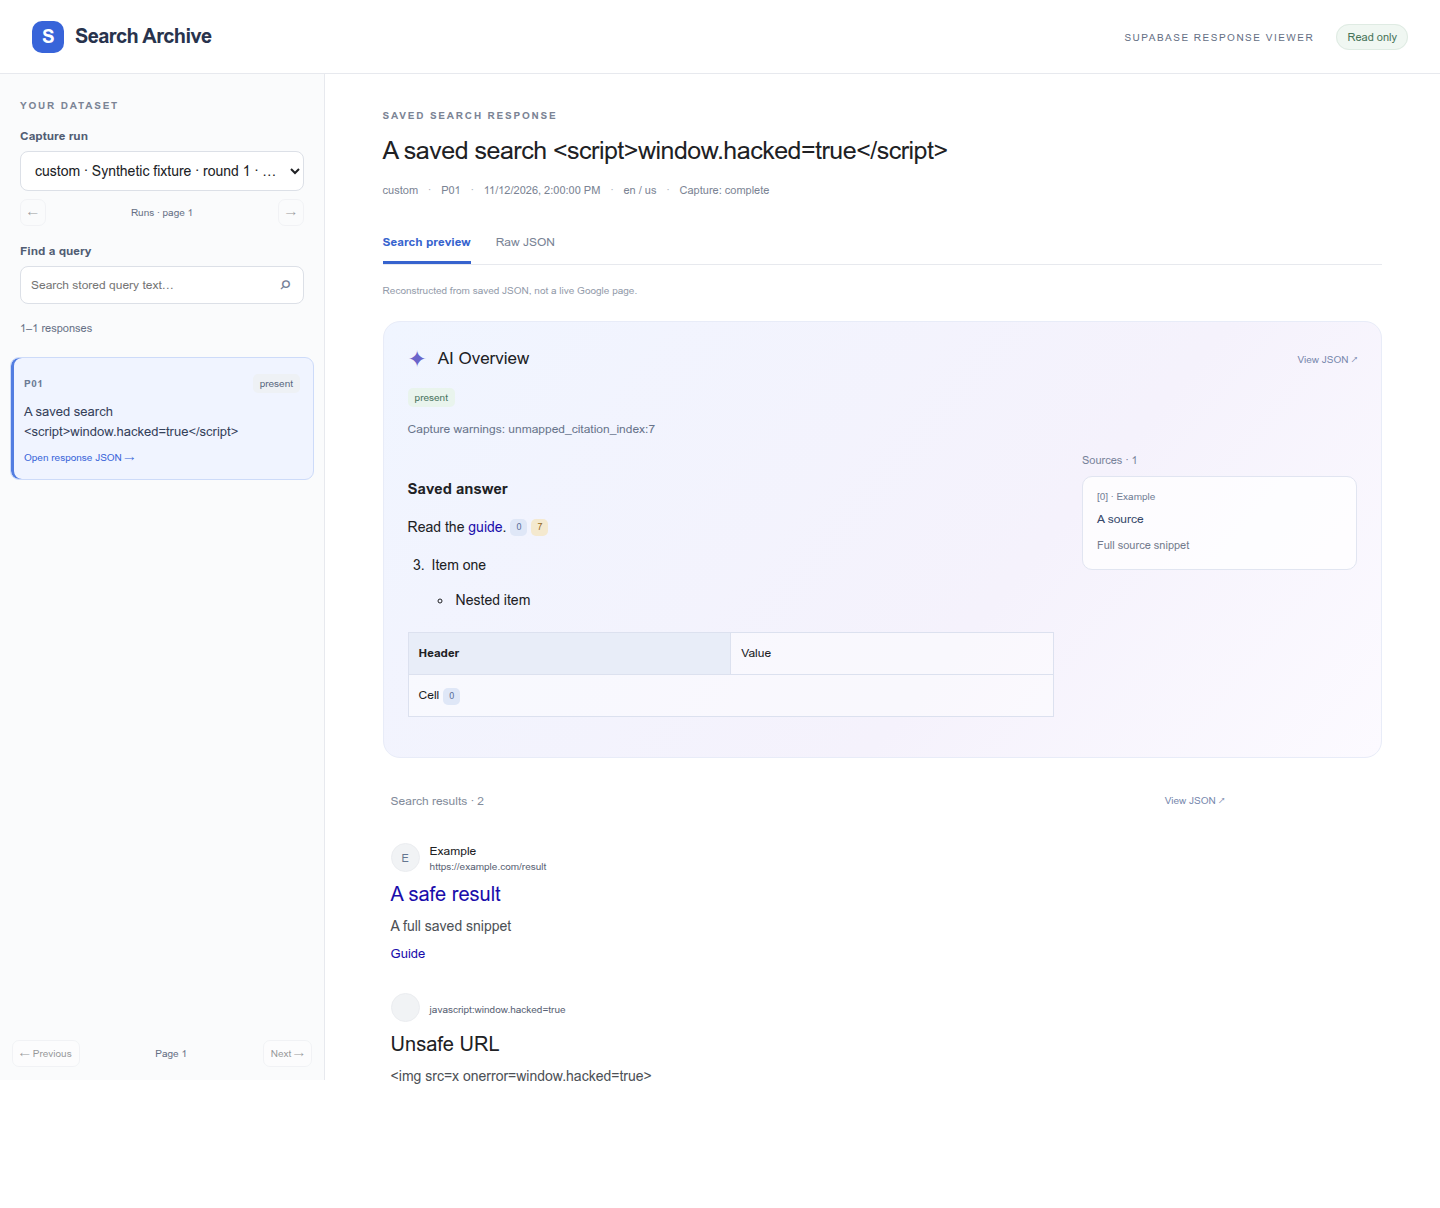 S Search Archive
SUPABASE RESPONSE VIEWER
Read only
YOUR DATASET
Capture run
custom · Synthetic fixture · round 1 · ...
←
Runs · page 1
→
Find a query
Search stored query text...
1–1 responses
P01
present
A saved search
<script>window.hacked=true</script>
Open response JSON →
← Previous
Page 1
Next →
SAVED SEARCH RESPONSE
A saved search <script>window.hacked=true</script>
custom · P01 · 11/12/2026, 2:00:00 PM · en / us · Capture: complete
Search preview
Raw JSON
Reconstructed from saved JSON, not a live Google page.
AI Overview
View JSON ↗
present
Capture warnings: unmapped_citation_index:7
Saved answer
Read the guide. 0 7
3. Item one
Nested item
Header
Value
Cell 0
Sources · 1
[0] · Example
A source
Full source snippet
Search results · 2
View JSON ↗
E
Example
https://example.com/result
A safe result
A full saved snippet
Guide
javascript:window.hacked=true
Unsafe URL
<img src=x onerror=window.hacked=true>